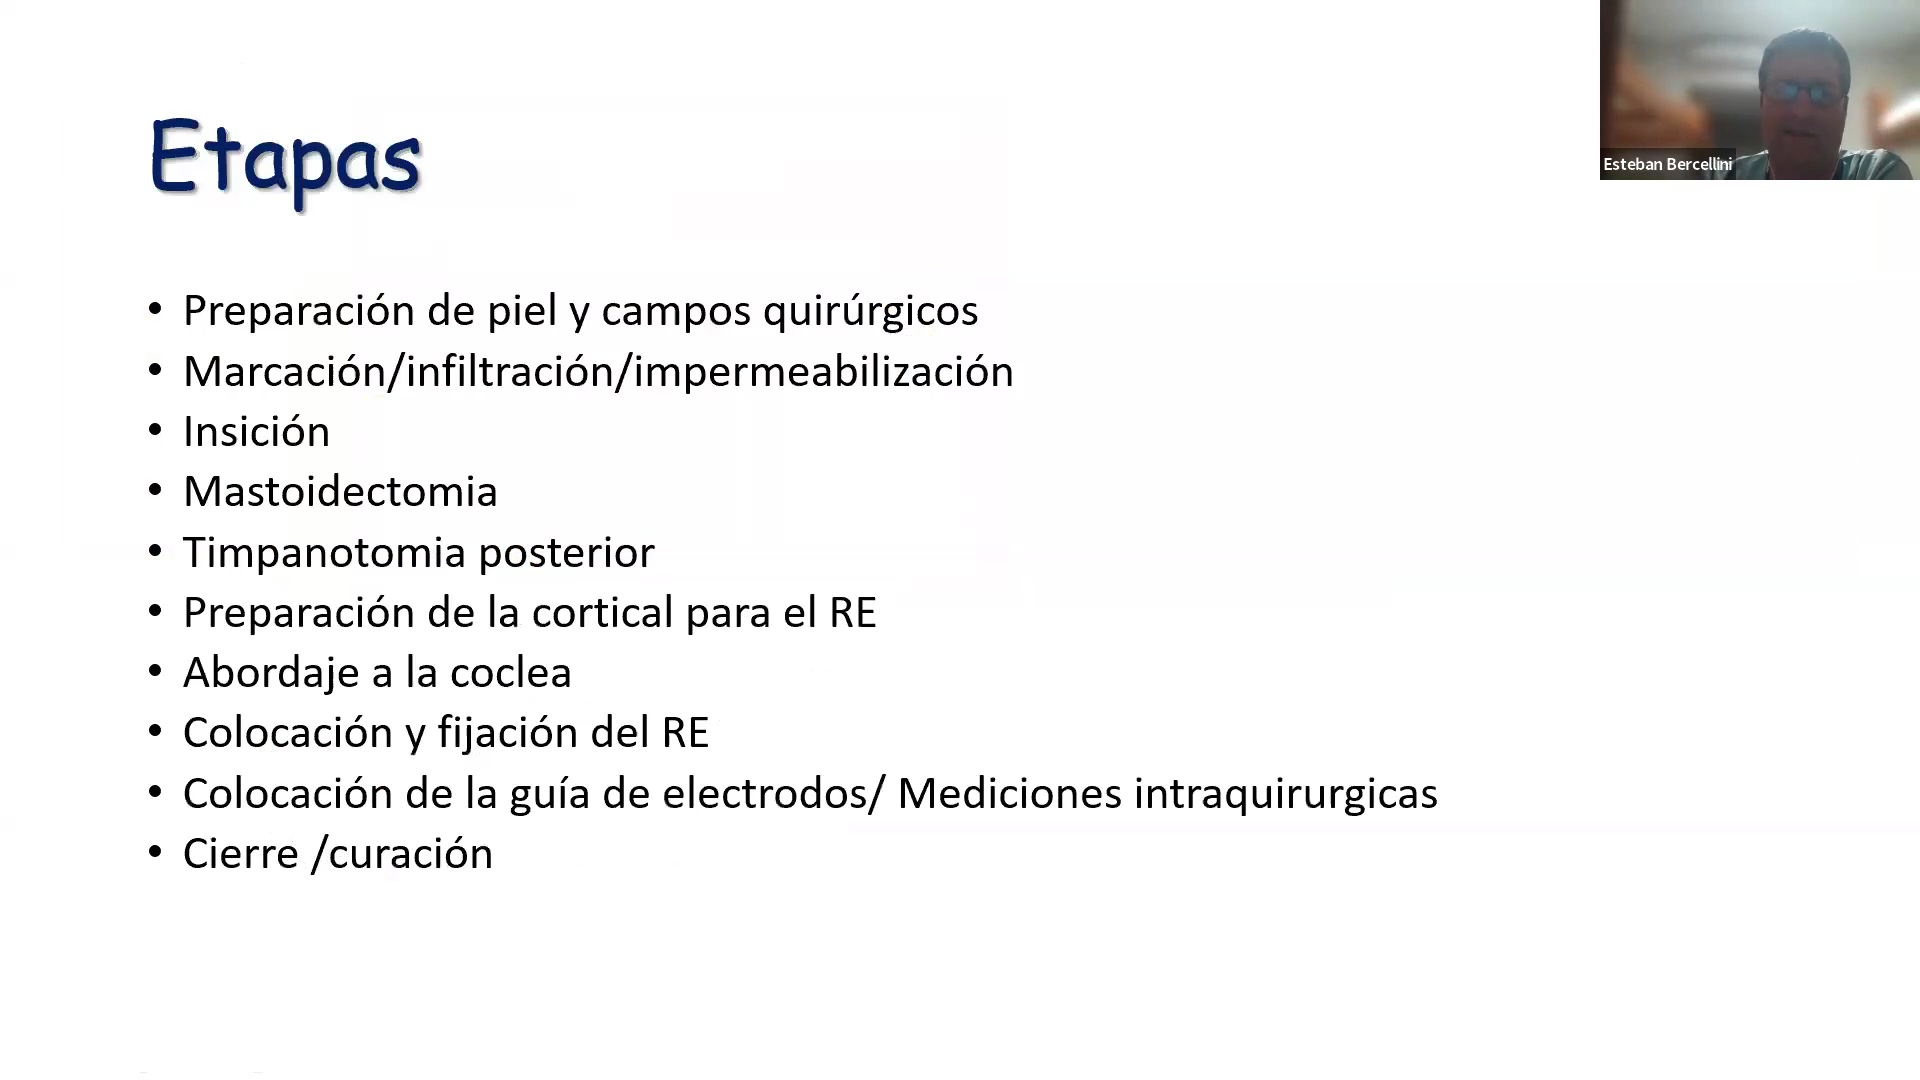 Etapas
Esteban Bercellini
• Preparación de piel y campos quirúrgicos
• Marcación/infiltración/impermeabilización
• Insición
• Mastoidectomia
• Timpanotomia posterior
• Preparación de la cortical para el RE
• Abordaje a la coclea
• Colocación y fijación del RE
• Colocación de la guía de electrodos/ Mediciones intraquirurgicas
• Cierre /curación